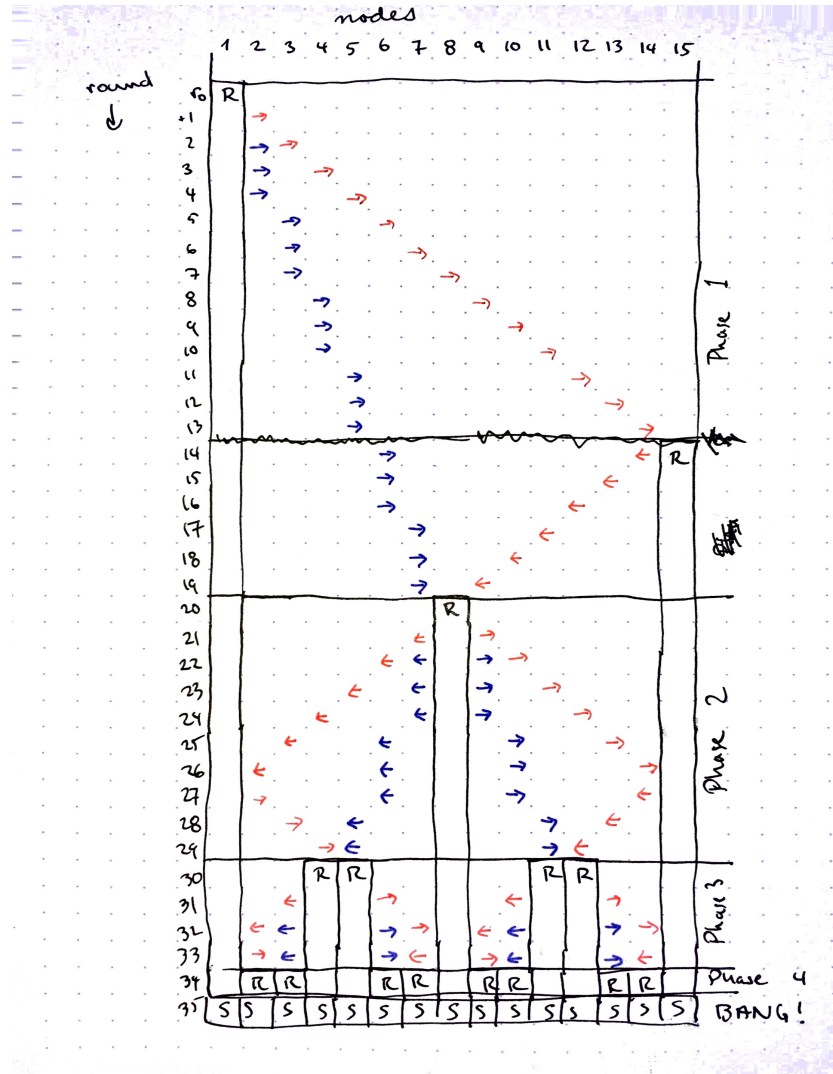 nodes
1 2 3 4 5 6 7 8 9 10 11 12 13 14 15
round
r0 R
1
2
3
4
5
6
7
8
9
10
11
12
13
Phase 1
14 R
15
16
17
18
19
20 R
21
22
23
24
25
26
27
28
29
Phase 2
30 R R R R
31
32
33
Phase 3
34 R R R R R R R R Phase 4
35 S S S S S S S S S S S S S S S BANG!